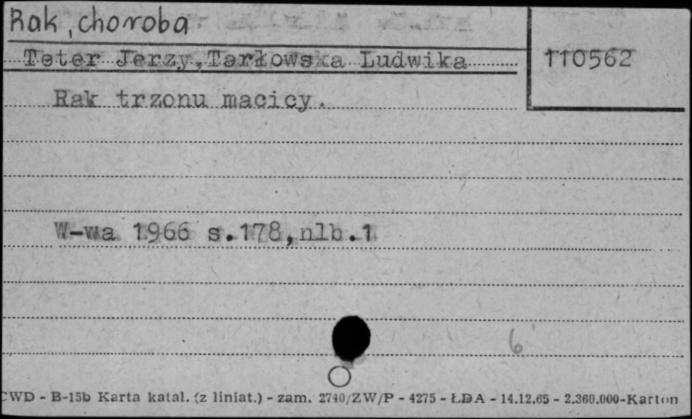 Rak, choroba
Teter Jerzy, Tarłowska Ludwika
110562
Rak trzonu macicy.
W-wa 1966 s.178,nlb.1
6
CWD - B-15b Karta katal. (z liniat.) - zam. 2740/ZW/P - 4275 - ŁDA - 14.12.65 - 2.360.000-Karton